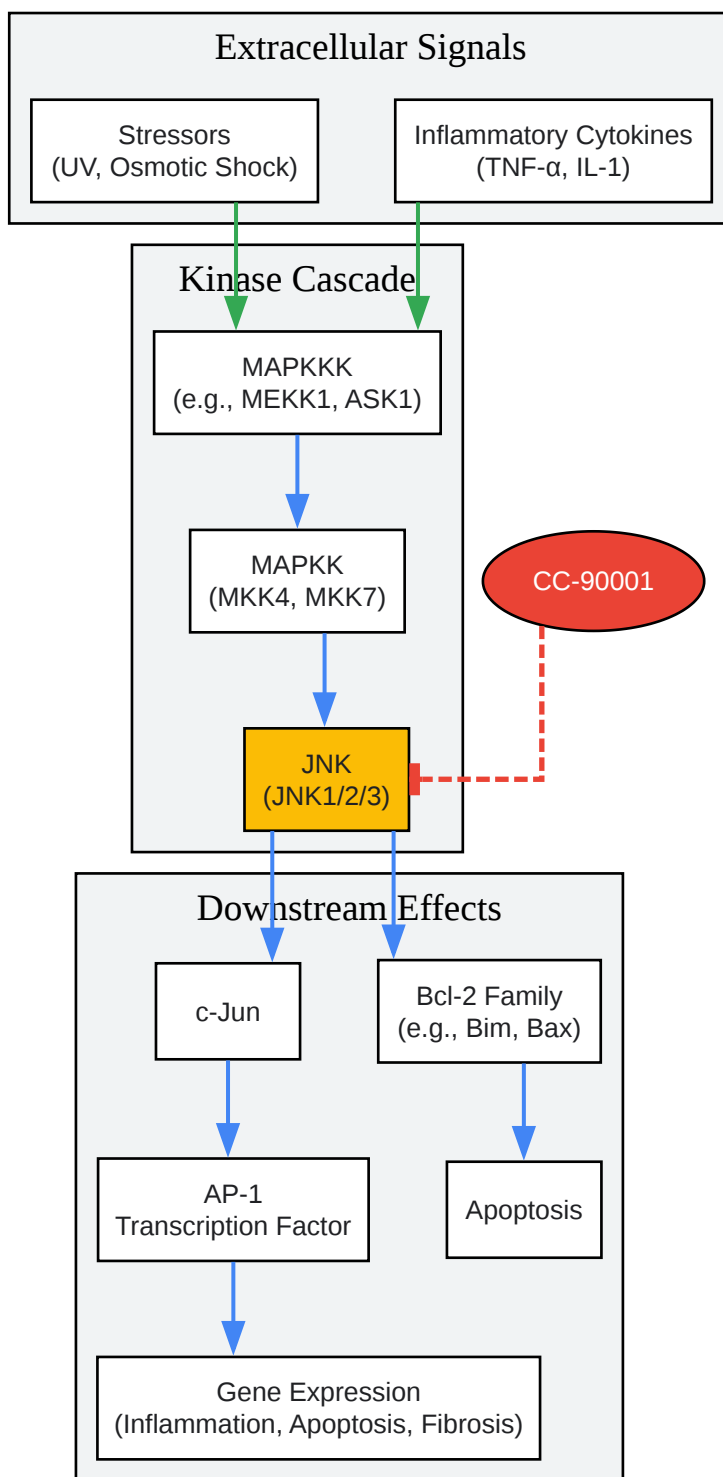 Extracellular Signals
Stressors
(UV, Osmotic Shock)
Inflammatory Cytokines
(TNF-α, IL-1)
Kinase Cascade
MAPKKK
(e.g., MEKK1, ASK1)
MAPKK
(MKK4, MKK7)
CC-90001
JNK
(JNK1/2/3)
Downstream Effects
c-Jun
Bcl-2 Family
(e.g., Bim, Bax)
AP-1
Transcription Factor
Apoptosis
Gene Expression
(Inflammation, Apoptosis, Fibrosis)